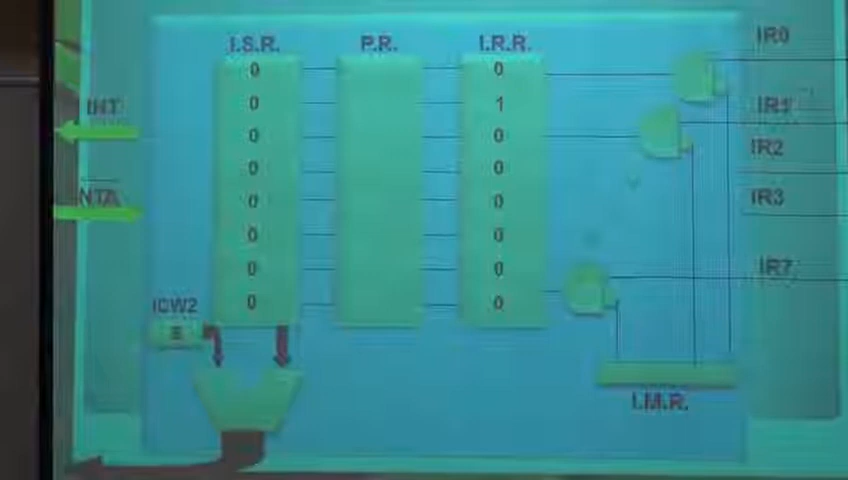 I.S.R. P.R. I.R.R. IR0
0 0
0 1 IR1
INT
0 0 IR2
0 0
NTA 0 0 IR3
0 0
0 0 IR7
0 0
ICW2
8
I.M.R.